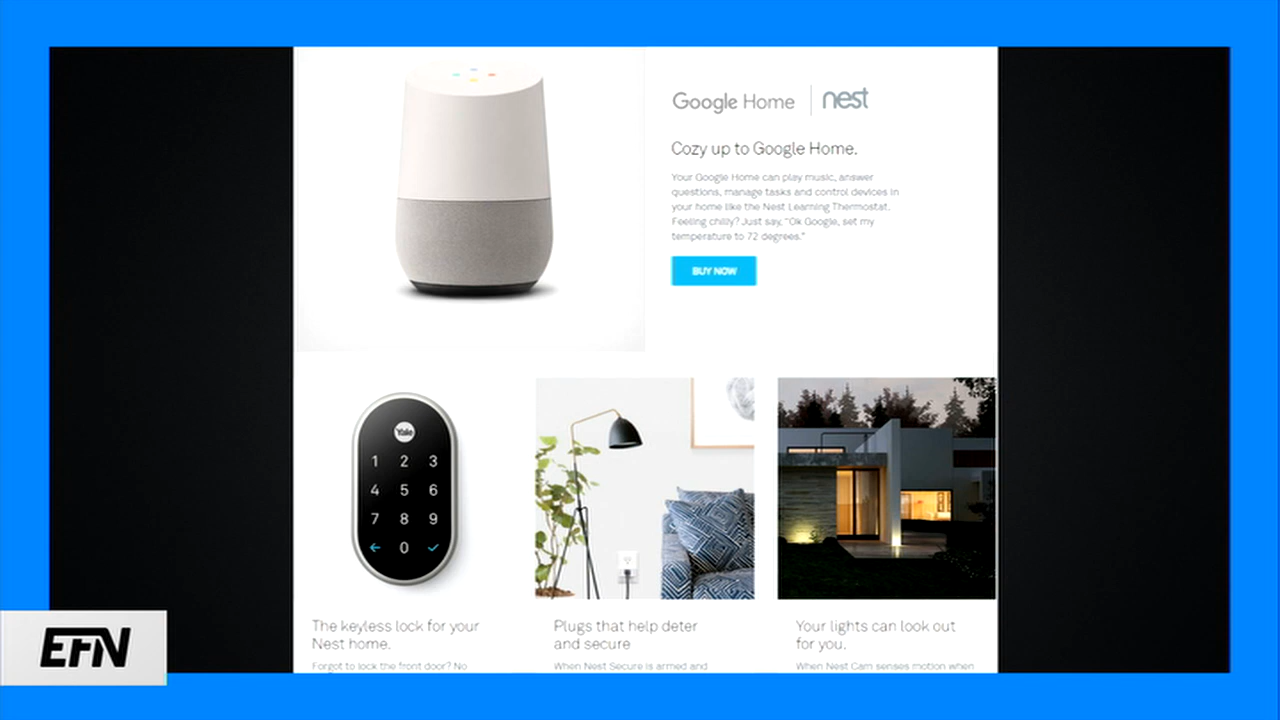 Google Home nest
Cozy up to Google Home.
Your Google Home can play music, answer
questions, manage tasks and control devices in
your home like the Nest Learning Thermostat.
Feeling chilly? Just say, "Ok Google, set my
temperature to 72 degrees."
BUY NOW
Yale
1 2 3
4 5 6
7 8 9
0
The keyless lock for your
Nest home.
Forgot to lock the front door? No
Plugs that help deter
and secure
When Nest Secure is armed and
Your lights can look out
for you.
When Nest Cam senses motion when
EFN